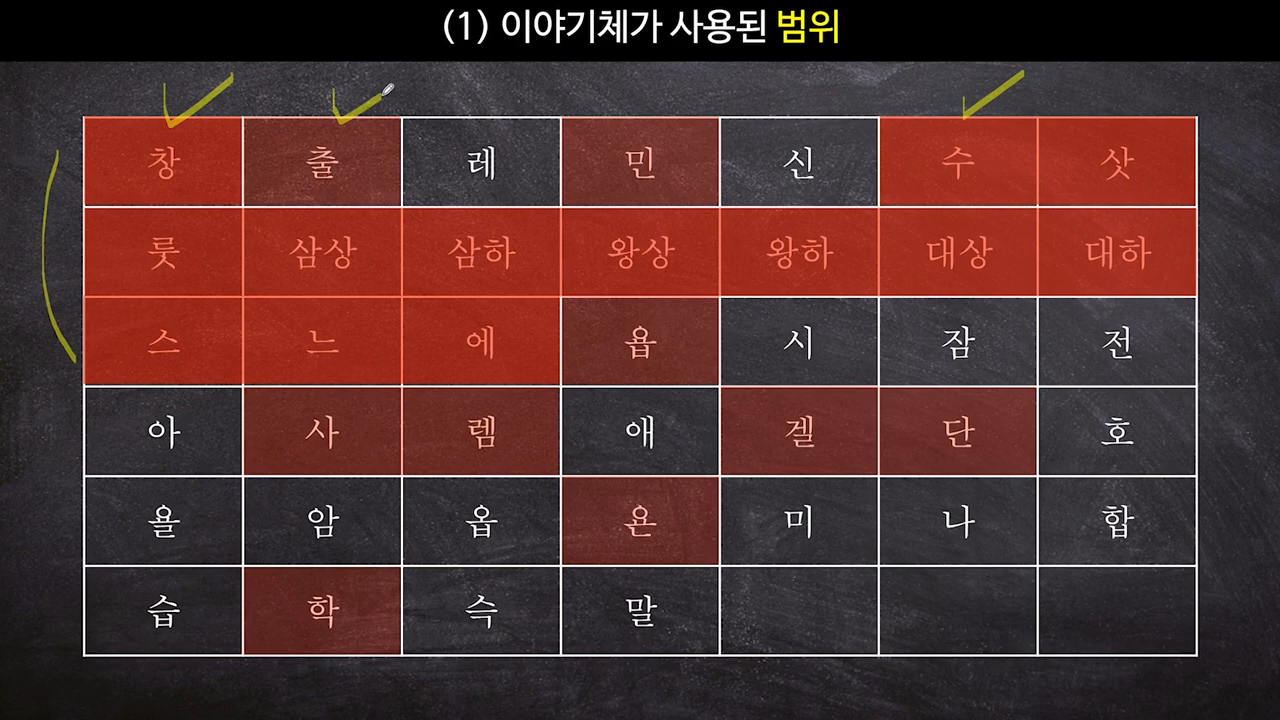 (1) 이야기체가 사용된 범위
창 출 레 민 신 수 삿
룻 삼상 삼하 왕상 왕하 대상 대하
스 느 에 욥 시 잠 전
아 사 렘 애 겔 단 호
욜 암 옵 욘 미 나 합
습 학 슥 말